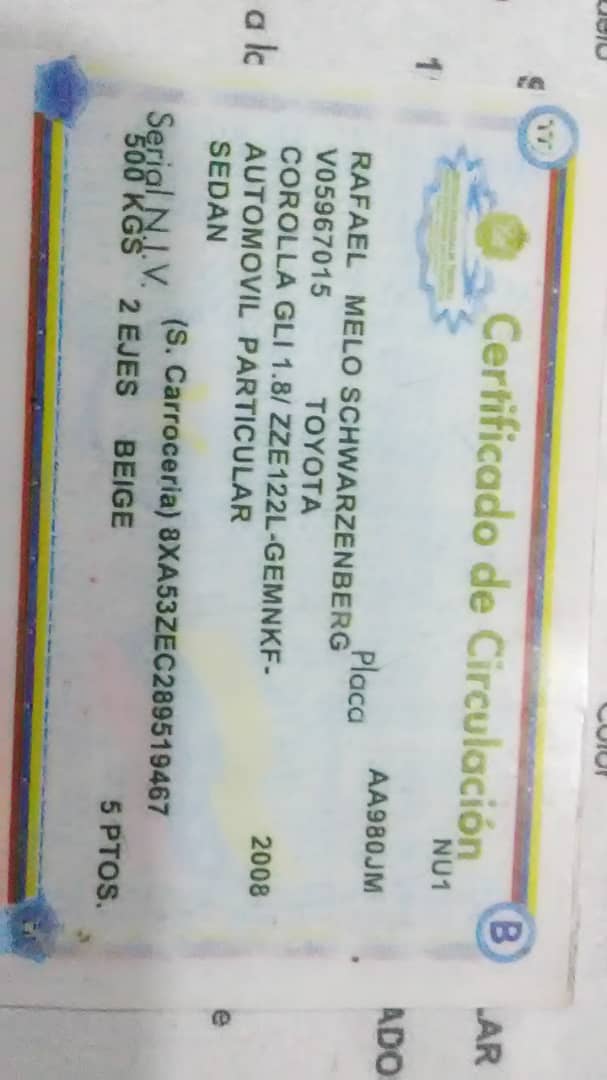 Certificado de Circulación
B
NU1
Placa AA980JM
RAFAEL MELO SCHWARZENBERG
V05967015 TOYOTA
COROLLA GLI 1.8/ ZZE122L-GEMNKF-
AUTOMOVIL PARTICULAR 2008
SEDAN
Serial N.I.V. (S. Carroceria) 8XA53ZEC289519467
500 KGS 2 EJES BEIGE 5 PTOS.
a lc
1
LAR
ADO
e